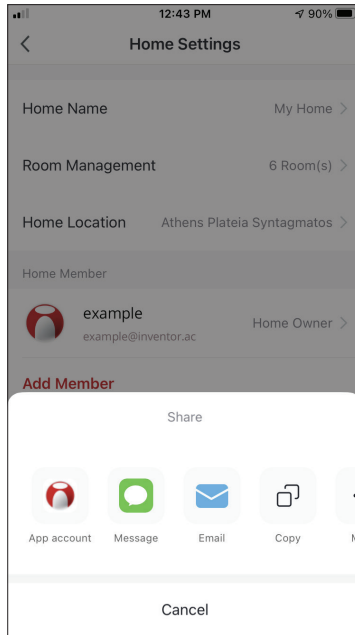 12:43 PM 90%
Home Settings
Home Name My Home
Room Management 6 Room(s)
Home Location Athens Plateia Syntagmatos
Home Member
example
example@inventor.ac
Home Owner
Add Member
Share
App account Message Email Copy
Cancel